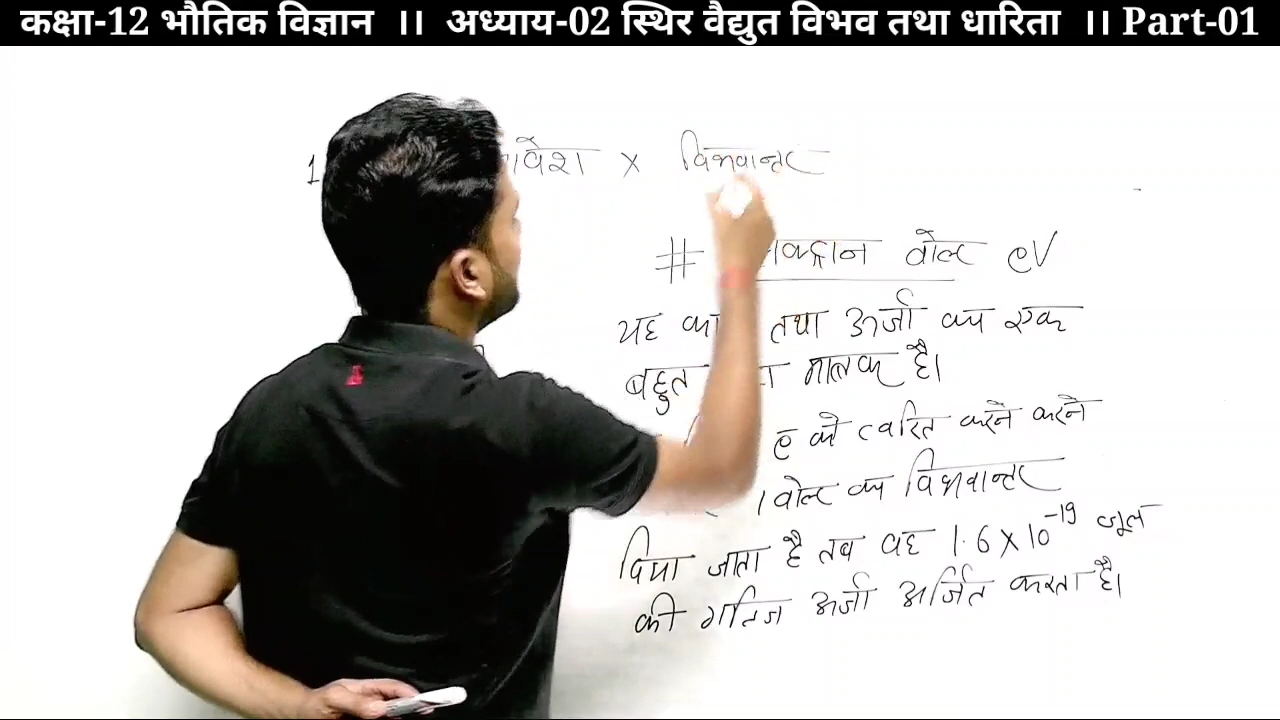 कक्षा-12 भौतिक विज्ञान ।। अध्याय-02 स्थिर वैद्युत विभव तथा धारिता ।। Part-01
1 वेश × विभवान्तर
# वोल्ट eV
यह तथा ऊर्जा का एक
बहुत मात्रक है।
e को त्वरित करने करने
1 वोल्ट का विभवान्तर
दिया जाता है तब वह 1.6 × 10⁻¹⁹ जूल
की गतिज ऊर्जा अर्जित करता है।